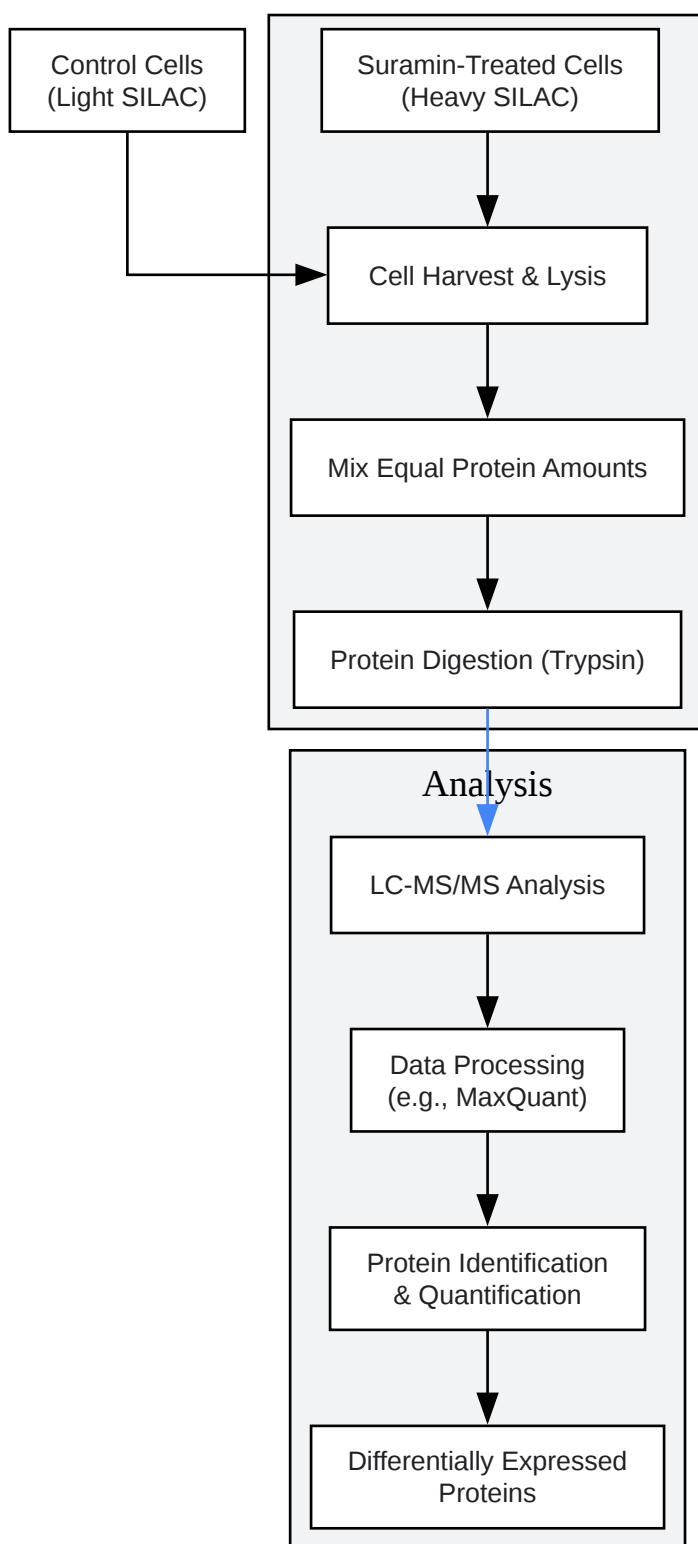 Control Cells
(Light SILAC)
Suramin-Treated Cells
(Heavy SILAC)
Cell Harvest & Lysis
Mix Equal Protein Amounts
Protein Digestion (Trypsin)
Analysis
LC-MS/MS Analysis
Data Processing
(e.g., MaxQuant)
Protein Identification
& Quantification
Differentially Expressed
Proteins